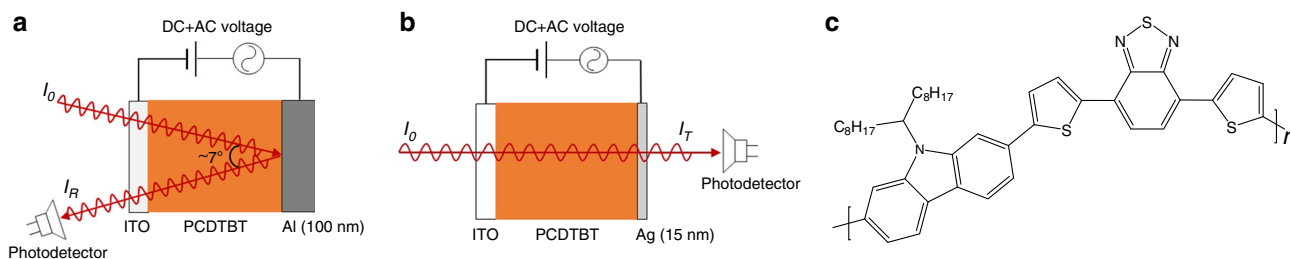 a
DC+AC voltage
I0
~7°
IR
ITO
PCDTBT
Al (100 nm)
Photodetector
b
DC+AC voltage
I0
IT
Photodetector
ITO
PCDTBT
Ag (15 nm)
c
S
N
N
C8H17
C8H17
S
S
n
N